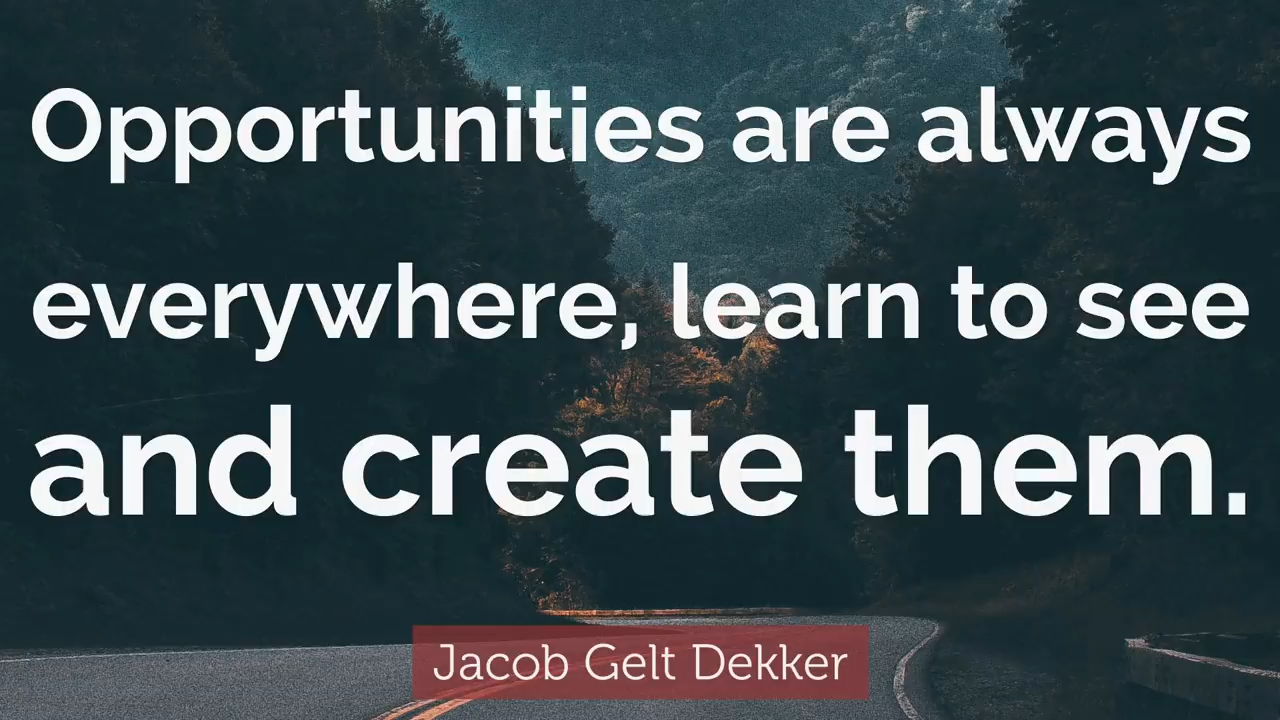 Opportunities are always
everywhere, learn to see
and create them.
Jacob Gelt Dekker